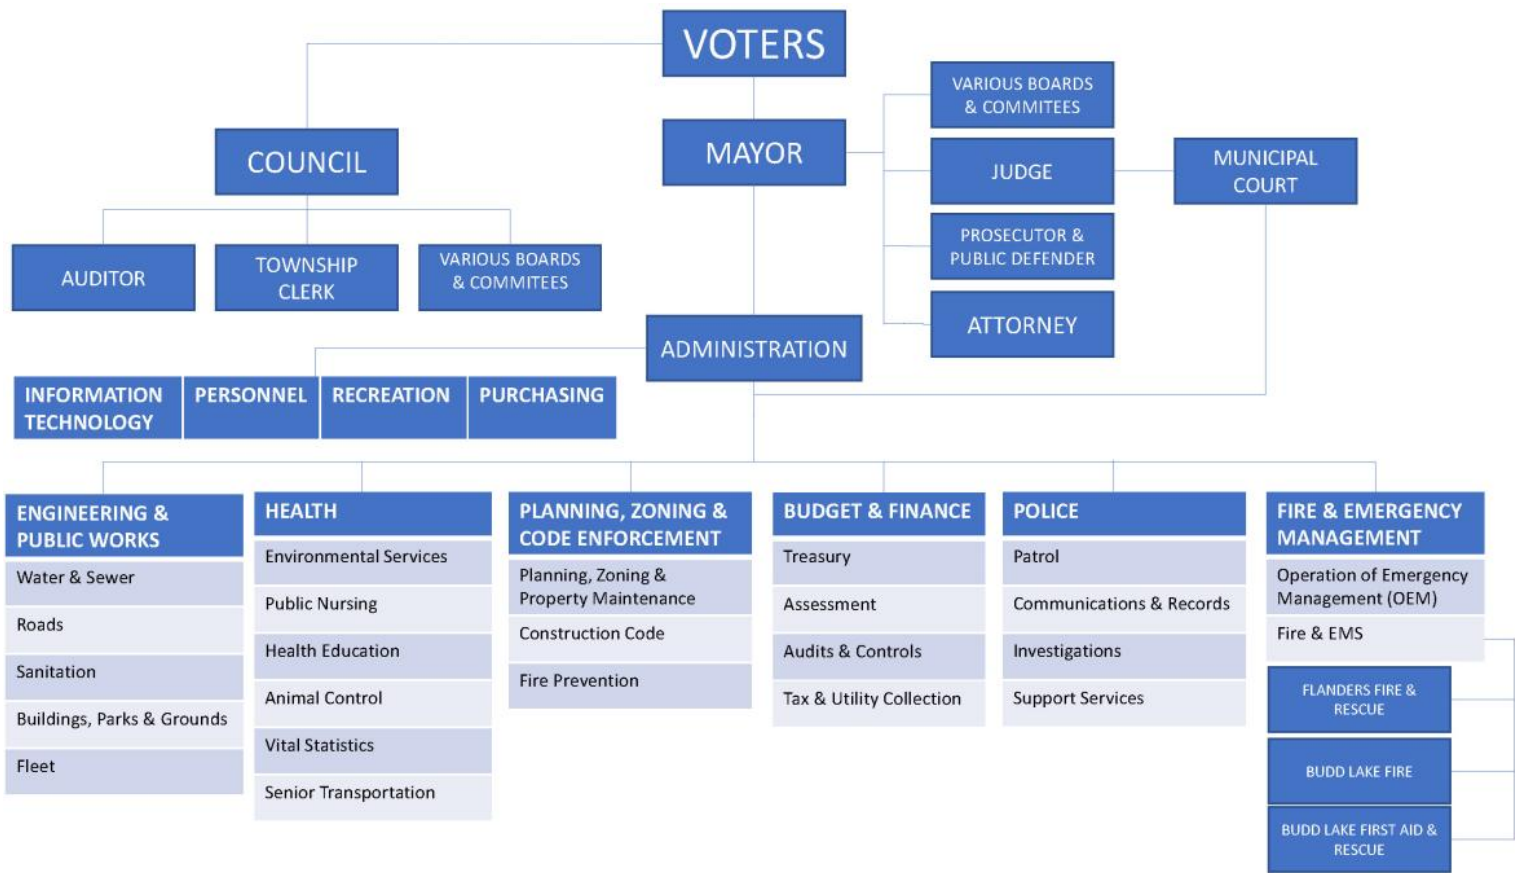 VOTERS
COUNCIL
MAYOR
VARIOUS BOARDS
& COMMITEES
JUDGE
MUNICIPAL
COURT
PROSECUTOR &
PUBLIC DEFENDER
ATTORNEY
AUDITOR
TOWNSHIP
CLERK
VARIOUS BOARDS
& COMMITEES
ADMINISTRATION
INFORMATION
TECHNOLOGY
PERSONNEL
RECREATION
PURCHASING
ENGINEERING &
PUBLIC WORKS
Water & Sewer
Roads
Sanitation
Buildings, Parks & Grounds
Fleet
HEALTH
Environmental Services
Public Nursing
Health Education
Animal Control
Vital Statistics
Senior Transportation
PLANNING, ZONING &
CODE ENFORCEMENT
Planning, Zoning &
Property Maintenance
Construction Code
Fire Prevention
BUDGET & FINANCE
Treasury
Assessment
Audits & Controls
Tax & Utility Collection
POLICE
Patrol
Communications & Records
Investigations
Support Services
FIRE & EMERGENCY
MANAGEMENT
Operation of Emergency
Management (OEM)
Fire & EMS
FLANDERS FIRE &
RESCUE
BUDD LAKE FIRE
BUDD LAKE FIRST AID &
RESCUE